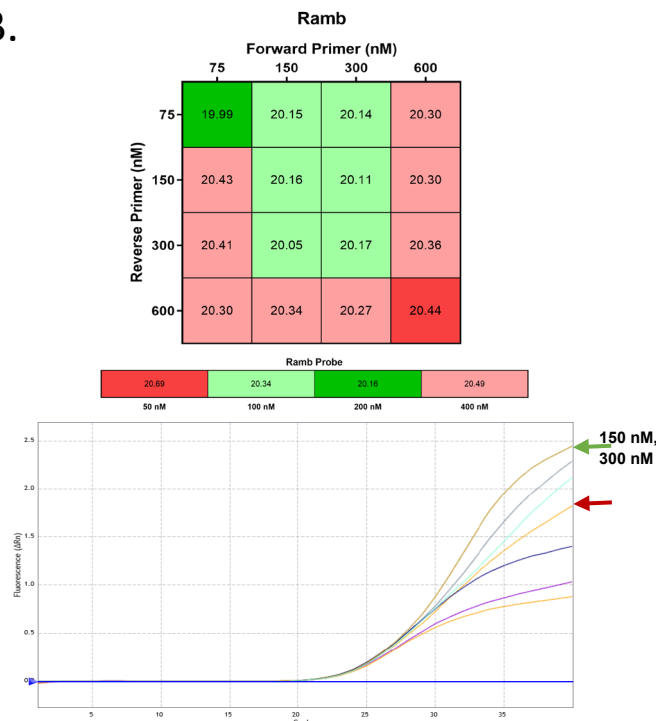 B.
Ramb
Forward Primer (nM)
75 150 300 600
Reverse Primer (nM)
75 19.99 20.15 20.14 20.30
150 20.43 20.16 20.11 20.30
300 20.41 20.05 20.17 20.36
600 20.30 20.34 20.27 20.44
Ramb Probe
20.69 20.34 20.16 20.49
50 nM 100 nM 200 nM 400 nM
150 nM,
300 nM
Fluorescence (ΔRn)
2.5
2.0
1.5
1.0
0.5
5 10 15 20 25 30 35